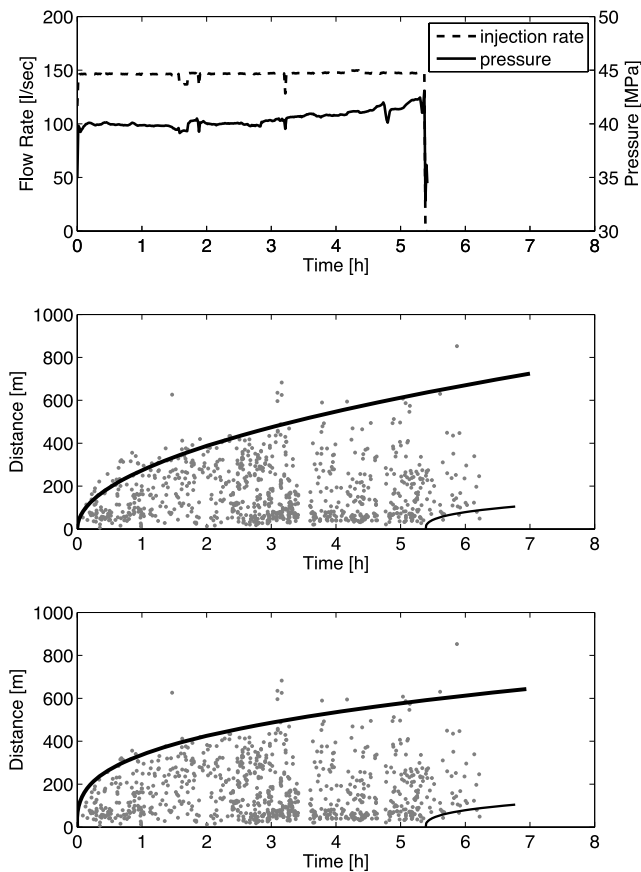 200
150
100
50
0
Flow Rate [l/sec]
injection rate
pressure
50
45
40
35
30
Pressure [MPa]
0 1 2 3 4 5 6 7 8
Time [h]
1000
800
600
400
200
0
Distance [m]
0 1 2 3 4 5 6 7 8
Time [h]
1000
800
600
400
200
0
Distance [m]
0 1 2 3 4 5 6 7 8
Time [h]